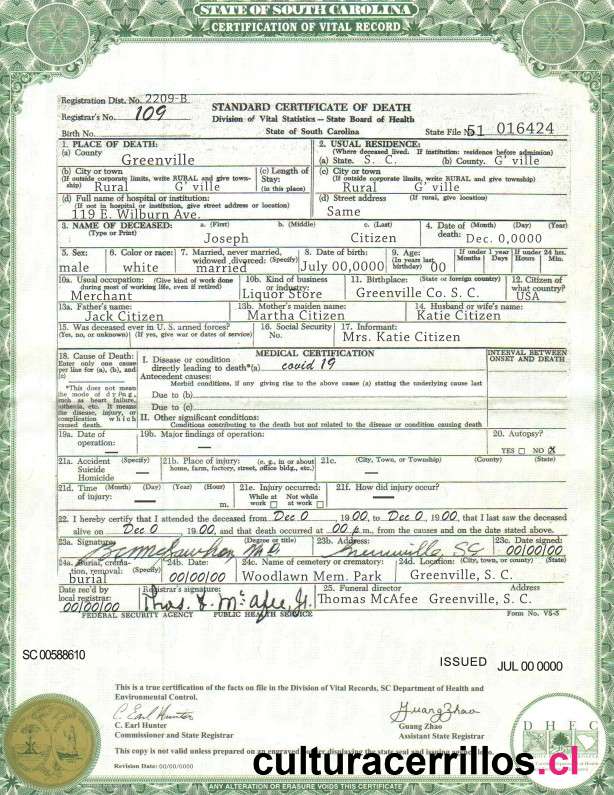 STATE OF SOUTH CAROLINA
CERTIFICATION OF VITAL RECORD
Registration Dist. No. 2209-B
Registrar's No. 109
Birth No.
STANDARD CERTIFICATE OF DEATH
Division of Vital Statistics — State Board of Health
State of South Carolina
State File No. 51 016424
1. PLACE OF DEATH:
(a) County
Greenville
2. USUAL RESIDENCE:
(Where deceased lived. If institution: residence before admission)
(a) State. S. C. (b) County. G' ville
(b) City or town
(If outside corporate limits, write RURAL and give township)
Rural G' ville
(c) Length of Stay:
(in this place)
(c) City or town
(If outside corporate limits, write RURAL and give township)
Rural G' ville
(d) Full name of hospital or institution:
(If not in hospital or institution, give street address or location)
119 E. Wilburn Ave.
(d) Street address (If rural, give location)
Same
3. NAME OF DECEASED: a. (First) b. (Middle) c. (Last)
(Type or Print) Joseph Citizen
4. Date of death: (Month) (Day) (Year)
Dec. 0,0000
5. Sex:
male
6. Color or race:
white
7. Married, never married, widowed, divorced: (Specify)
married
8. Date of birth?
July 00,0000
9. Age:
(In years last birthday) 00
If under 1 year
Months Days
If under 24 hrs.
Hours Min.
10a. Usual occupation: (Give kind of work done during most of working life, even if retired)
Merchant
10b. Kind of business or industry:
Liquor Store
11. Birthplace: (State or foreign country)
Greenville Co. S. C.
12. Citizen of what country?
USA
13a. Father's name:
Jack Citizen
13b. Mother's maiden name:
Martha Citizen
14. Husband or wife's name:
Katie Citizen
15. Was deceased ever in U. S. armed forces?
(Yes, no, or unknown) (If yes, give war or dates of service)
16. Social Security No.
17. Informant:
Mrs. Katie Citizen
18. Cause of Death:
Enter only one cause per line for (a), (b), and (c)
*This does not mean the mode of dying, such as heart failure, asthenia, etc. It means the disease, injury, or complication which caused death.
MEDICAL CERTIFICATION
I. Disease or condition
directly leading to death*(a) covid 19
Antecedent causes:
Morbid conditions, if any, giving rise to the above cause (a) stating the underlying cause last
Due to (b)
Due to (c)
II. Other significant conditions:
Conditions contributing to the death but not related to the disease or condition causing death
INTERVAL BETWEEN ONSET AND DEATH
19a. Date of operation:
19b. Major findings of operation:
20. Autopsy?
YES NO X
21a. Accident (Specify)
Suicide
Homicide
21b. Place of injury: (e. g., in or about home, farm, factory, street, office bldg., etc.)
21c. (City, Town, or Township) (County) (State)
21d. Time (Month) (Day) (Year) (Hour)
of injury: m.
21e. Injury occurred:
While at work Not while at work
21f. How did injury occur?
22. I hereby certify that I attended the deceased from Dec 0 1900, to Dec 0, 1900, that I last saw the deceased
alive on Dec 0 1900, and that death occurred at 00 p m., from the causes and on the date stated above.
23a. Signature (Degree or title)
M.D.
23b. Address:
Greenville, S.C
23c. Date signed:
00/00/00
24a. Burial, cremation, removal: (Specify)
burial
24b. Date:
00/00/00
24c. Name of cemetery or crematory:
Woodlawn Mem. Park
24d. Location: (City, town, or county) (State)
Greenville, S. C.
Date rec'd by local registrar:
00/00/00
Registrar's signature:
Thos. F. McAfee, Jr.
25. Funeral director Address
Thomas McAfee Greenville, S. C.
FEDERAL SECURITY AGENCY PUBLIC HEALTH SERVICE
Form No. VS-5
SC 00588610
ISSUED JUL 00 0000
This is a true certification of the facts on file in the Division of Vital Records, SC Department of Health and
Environmental Control.
C. Earl Hunter
C. Earl Hunter
Commissioner and State Registrar
Guang Zhao
Guang Zhao
Assistant State Registrar
DHEC
This copy is not valid unless prepared on an engraved border displaying the state seal and issuing
Revision Date: 00/00/0000
culturacerrillos.cl
ANY ALTERATION OR ERASURE VOIDS THIS CERTIFICATE